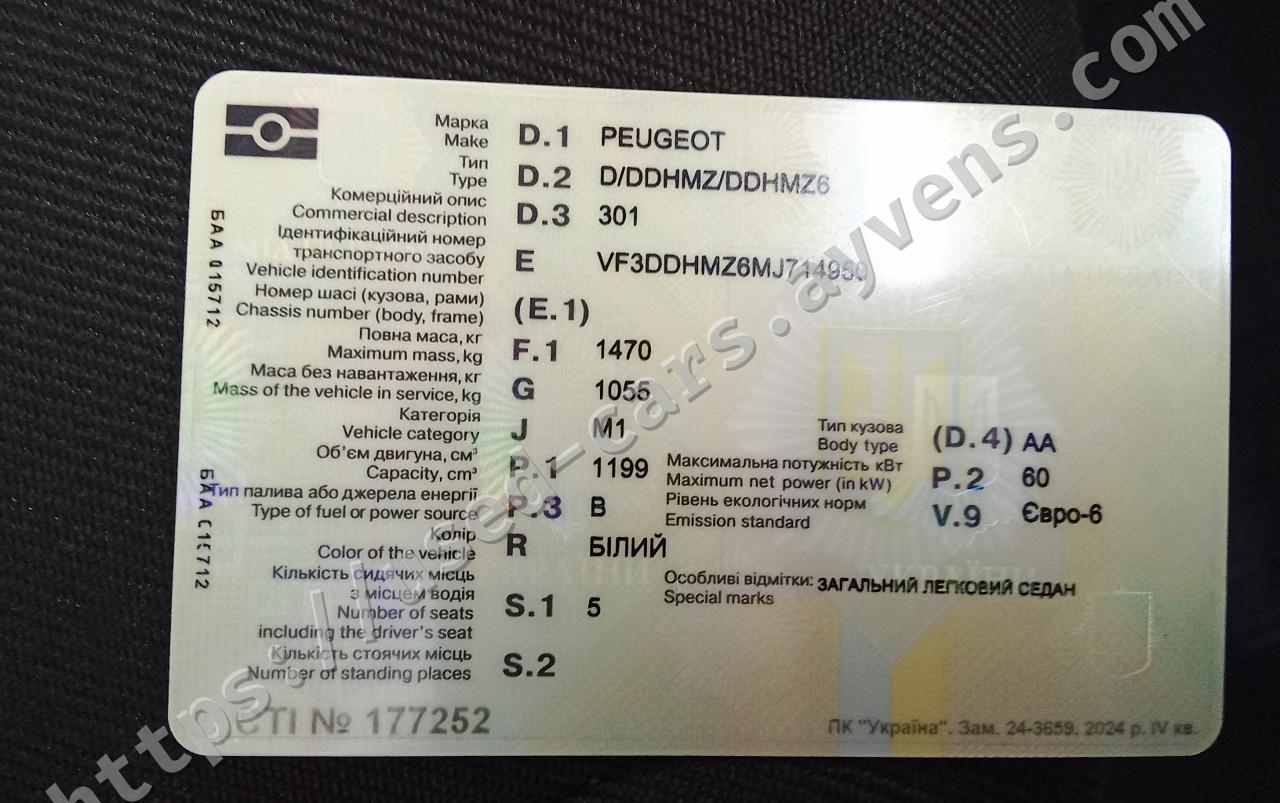 Марка
Make D.1 PEUGEOT
Тип
Type D.2 D/DDHMZ/DDHMZ6
Комерційний опис
Commercial description D.3 301
Ідентифікаційний номер
транспортного засобу
Vehicle identification number E VF3DDHMZ6MJ714950
Номер шасі (кузова, рами)
Chassis number (body, frame) (E.1)
Повна маса, кг
Maximum mass, kg F.1 1470
Маса без навантаження, кг
Mass of the vehicle in service, kg G 1055
Категорія
Vehicle category J M1
Тип кузова
Body type (D.4) AA
Об'єм двигуна, см³
Capacity, cm³ P.1 1199
Максимальна потужність кВт
Maximum net power (in kW) P.2 60
Тип палива або джерела енергії
Type of fuel or power source P.3 B
Рівень екологічних норм
Emission standard V.9 Євро-6
Колір
Color of the vehicle R БІЛИЙ
Кількість сидячих місць
з місцем водія
Number of seats
including the driver's seat S.1 5
Особливі відмітки: ЗАГАЛЬНИЙ ЛЕГКОВИЙ СЕДАН
Special marks
Кількість стоячих місць
Number of standing places S.2
СТІ № 177252
ПК "Україна". Зам. 24-3659. 2024 р. IV кв.
БАА 015712
БАА 015712
https://used-cars.ayvens.com